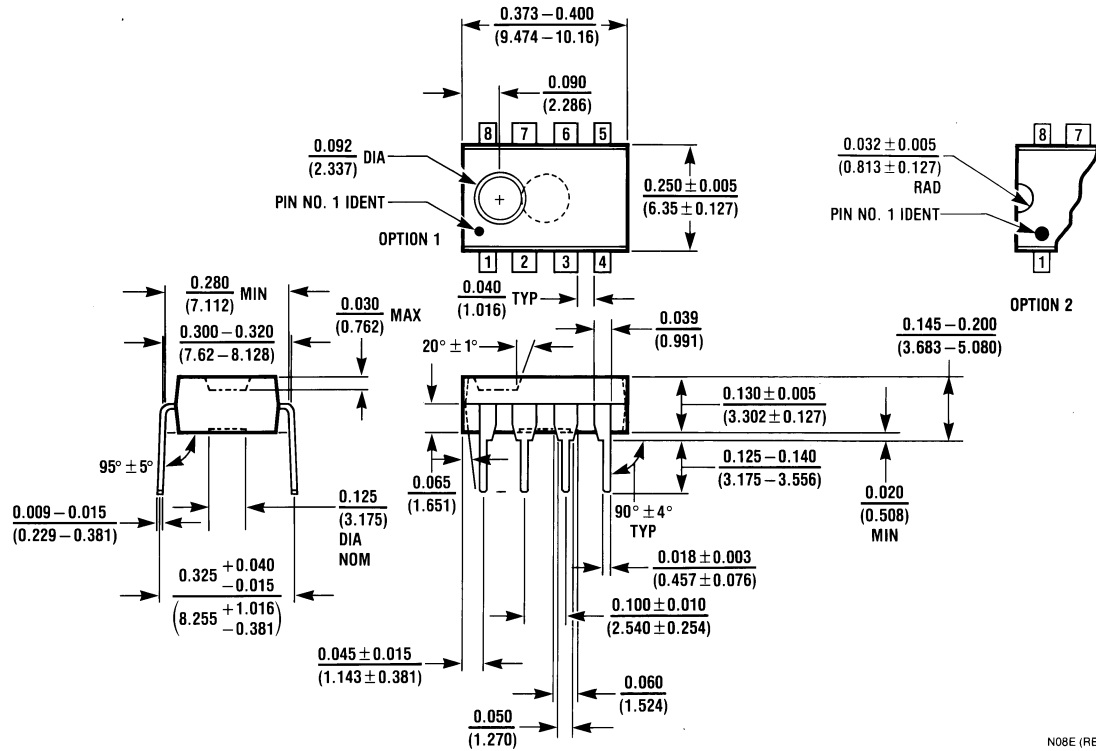 0.373 – 0.400
(9.474 – 10.16)
0.090
(2.286)
8 7 6 5
0.092 DIA
(2.337)
PIN NO. 1 IDENT
OPTION 1
0.250 ± 0.005
(6.35 ± 0.127)
1 2 3 4
8 7
0.032 ± 0.005
(0.813 ± 0.127)
RAD
PIN NO. 1 IDENT
1
OPTION 2
0.280 MIN
(7.112)
0.030 MAX
(0.762)
0.300 – 0.320
(7.62 – 8.128)
0.040 TYP
(1.016)
0.039
(0.991)
20° ± 1°
0.145 – 0.200
(3.683 – 5.080)
0.130 ± 0.005
(3.302 ± 0.127)
95° ± 5°
0.065
(1.651)
0.125 – 0.140
(3.175 – 3.556)
0.020
(0.508)
MIN
90° ± 4°
TYP
0.009 – 0.015
(0.229 – 0.381)
0.125
(3.175)
DIA
NOM
0.018 ± 0.003
(0.457 ± 0.076)
0.325 +0.040
–0.015
(8.255 +1.016
–0.381)
0.100 ± 0.010
(2.540 ± 0.254)
0.045 ± 0.015
(1.143 ± 0.381)
0.060
(1.524)
0.050
(1.270)
N08E (RE